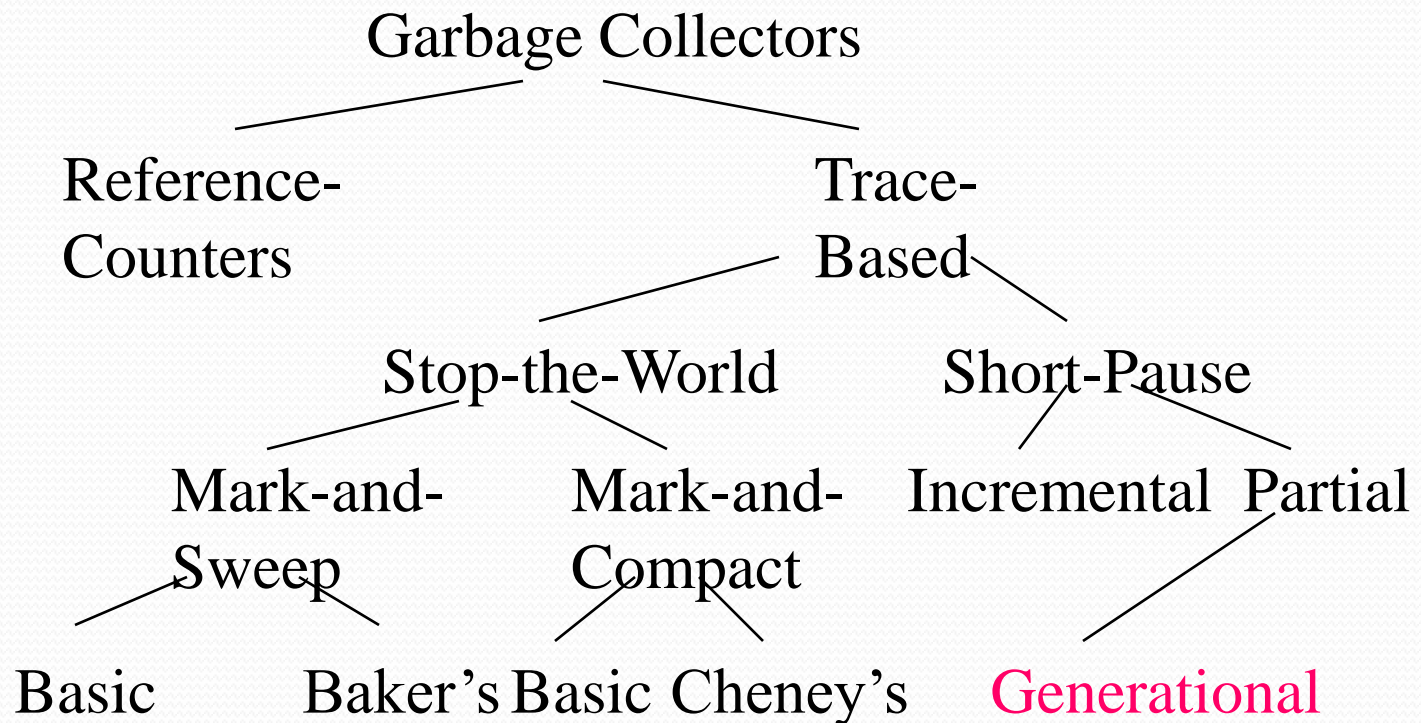 Garbage Collectors
Reference- Trace-
Counters Based
Stop-the-World Short-Pause
Mark-and- Mark-and- Incremental Partial
Sweep Compact
Basic Baker’s Basic Cheney’s Generational